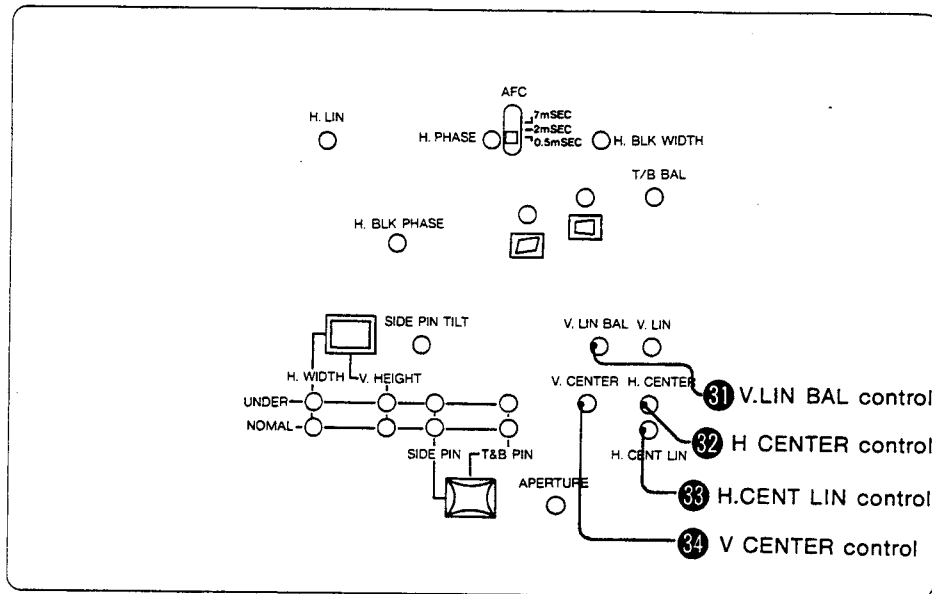 AFC
7mSEC
2mSEC
0.5mSEC
H. LIN
H. PHASE
H. BLK WIDTH
T/B BAL
H. BLK PHASE
SIDE PIN TILT
V. LIN BAL
V. LIN
H. WIDTH
V. HEIGHT
V. CENTER
H. CENTER
31 V.LIN BAL control
UNDER
NOMAL
32 H CENTER control
SIDE PIN
T&B PIN
H. CENT LIN
APERTURE
33 H.CENT LIN control
34 V CENTER control